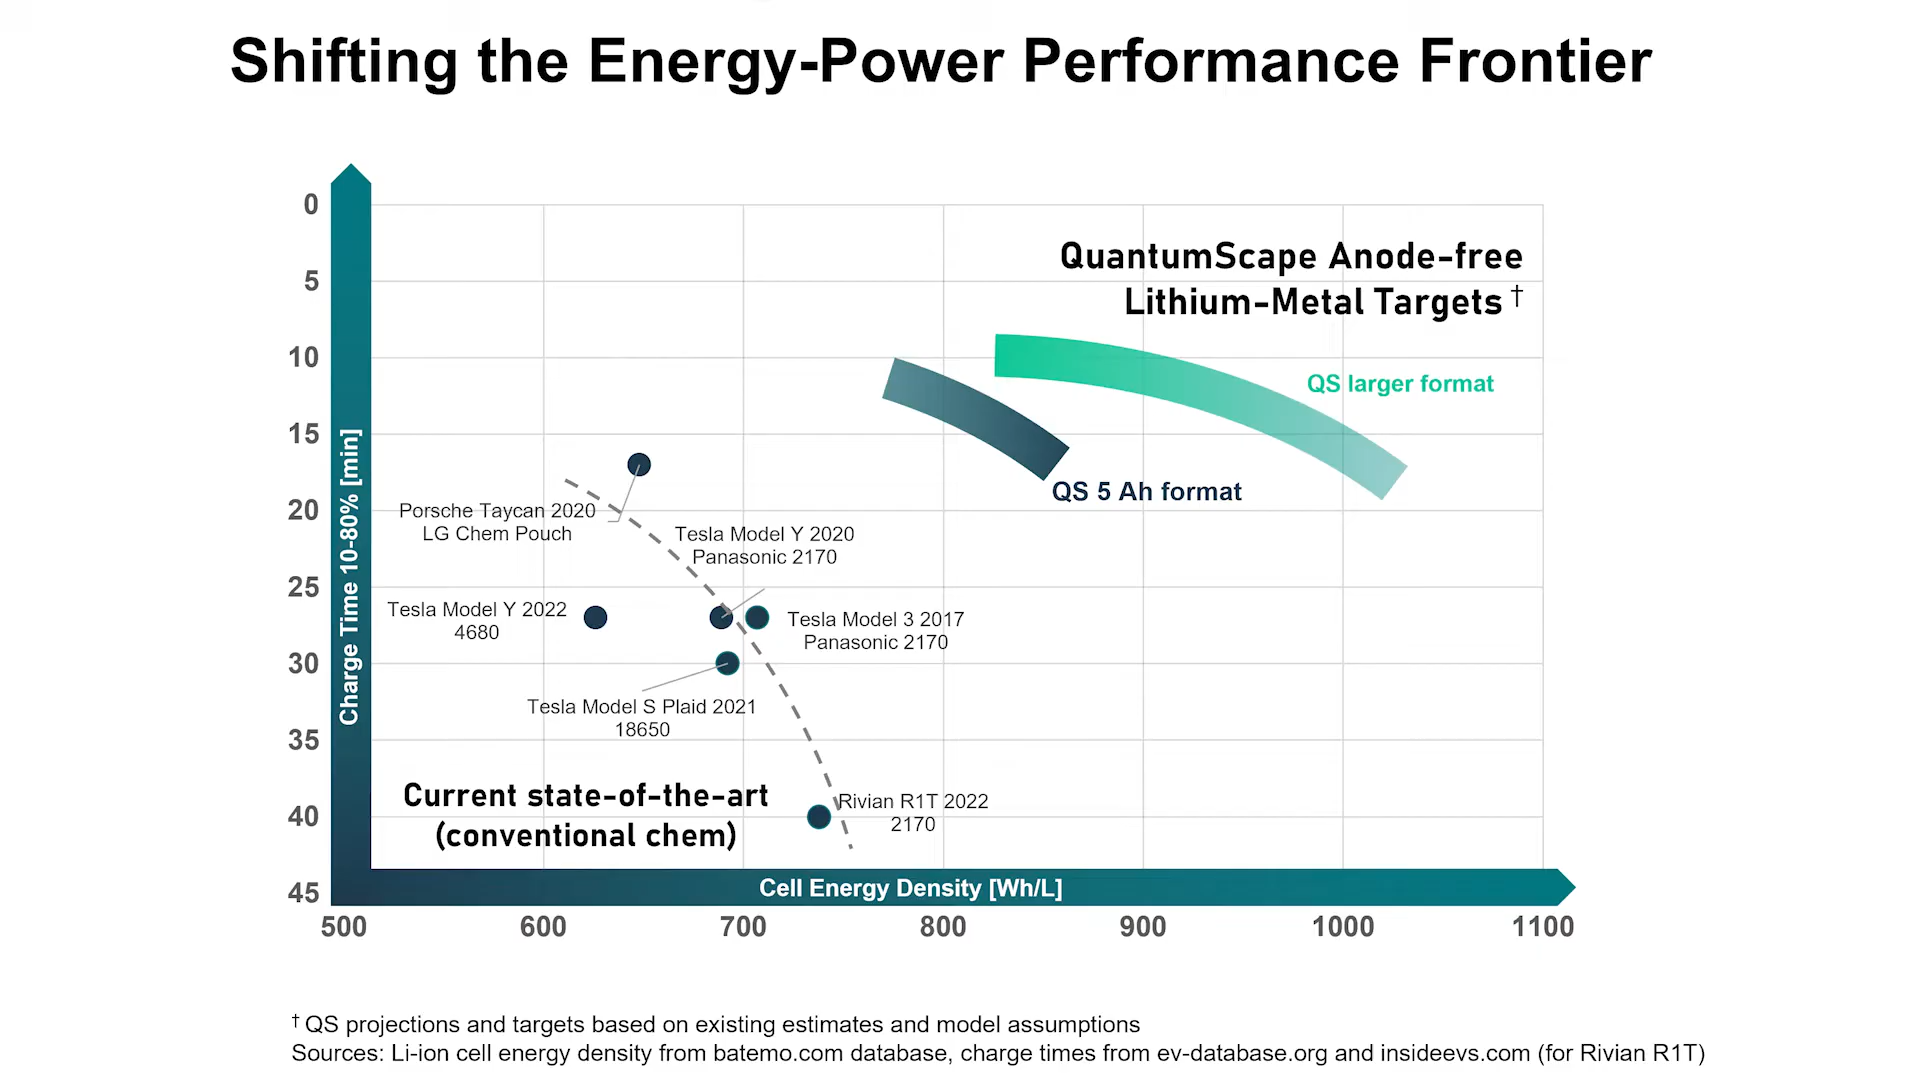 Shifting the Energy-Power Performance Frontier
0
5
10
15
20
25
30
35
40
45
Charge Time 10-80% [min]
QuantumScape Anode-free
Lithium-Metal Targets †
QS larger format
QS 5 Ah format
Porsche Taycan 2020
LG Chem Pouch
Tesla Model Y 2020
Panasonic 2170
Tesla Model Y 2022
4680
Tesla Model 3 2017
Panasonic 2170
Tesla Model S Plaid 2021
18650
Current state-of-the-art
(conventional chem)
Rivian R1T 2022
2170
Cell Energy Density [Wh/L]
500
600
700
800
900
1000
1100
† QS projections and targets based on existing estimates and model assumptions
Sources: Li-ion cell energy density from batemo.com database, charge times from ev-database.org and insideevs.com (for Rivian R1T)